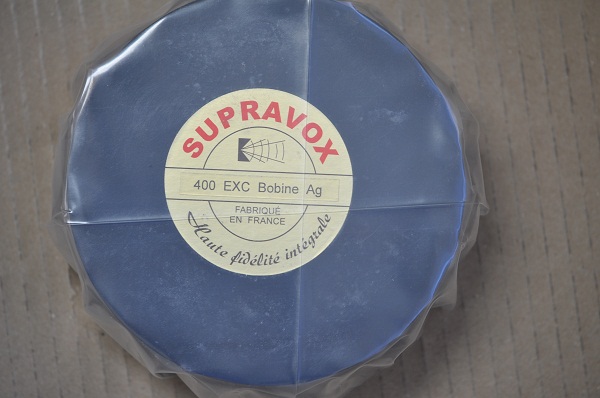 SUPRAVOX
400 EXC Bobine Ag
FABRIQUÉ
EN FRANCE
Haute fidélité intégrale